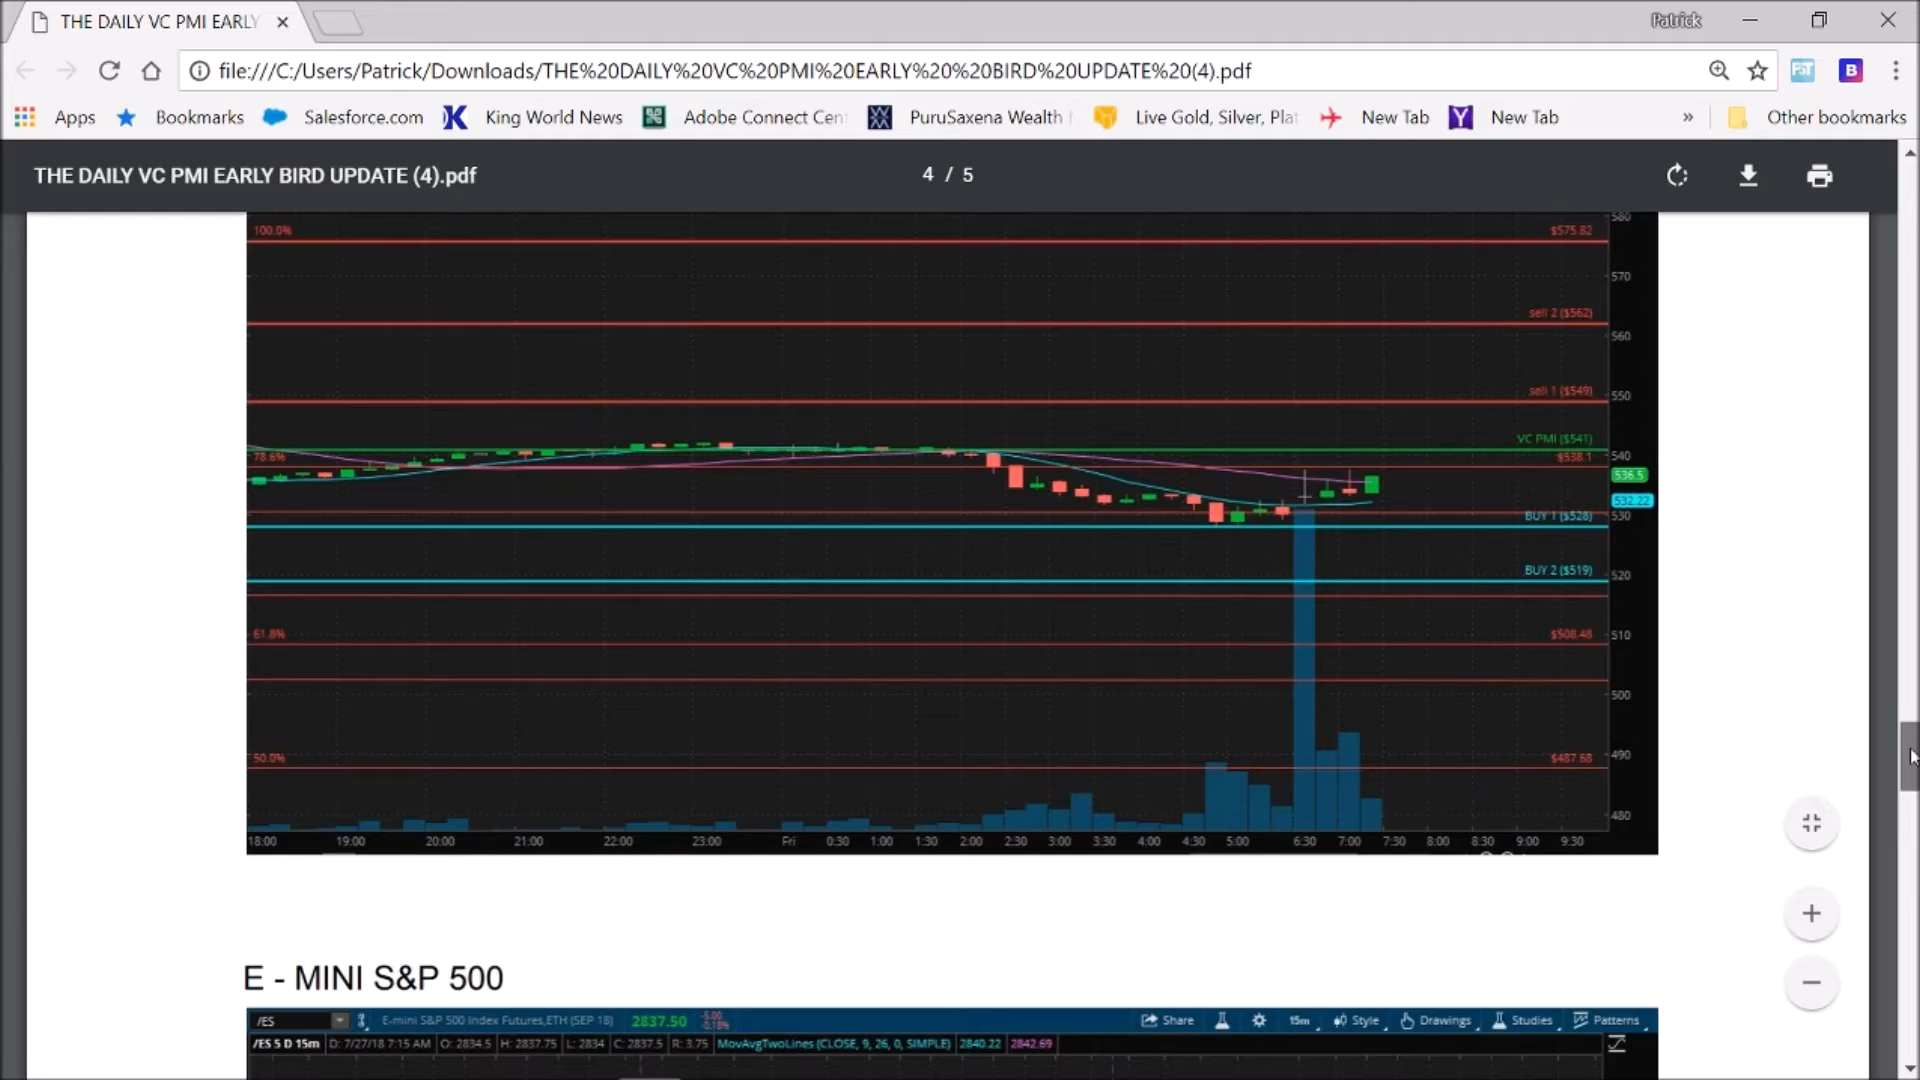 THE DAILY VC PMI EARLY
Patrick
file:///C:/Users/Patrick/Downloads/THE%20DAILY%20VC%20PMI%20EARLY%20%20BIRD%20UPDATE%20(4).pdf
Apps Bookmarks Salesforce.com King World News Adobe Connect Cen PuruSaxena Wealth Live Gold, Silver, Plat New Tab New Tab » Other bookmarks
THE DAILY VC PMI EARLY BIRD UPDATE (4).pdf 4 / 5
580
100.0% $575.82
570
sell 2 ($562)
560
sell 1 ($549)
550
VC PMI ($541)
540
78.6% $538.1
536.5
532.22
530
BUY 1 ($528)
BUY 2 ($519)
520
61.8% $508.48
510
500
50.0% $487.68
490
480
18:00 19:00 20:00 21:00 22:00 23:00 Fri 0:30 1:00 1:30 2:00 2:30 3:00 3:30 4:00 4:30 5:00 6:30 7:00 7:30 8:00 8:30 9:00 9:30
E - MINI S&P 500
/ES E-mini S&P 500 Index Futures,ETH (SEP 18) 2837.50 -5.00 -0.18% Share 15m Style Drawings Studies Patterns
/ES 5 D 15m D: 7/27/18 7:15 AM O: 2834.5 H: 2837.75 L: 2834 C: 2837.5 R: 3.75 MovAvgTwoLines (CLOSE, 9, 26, 0, SIMPLE) 2840.22 2842.69